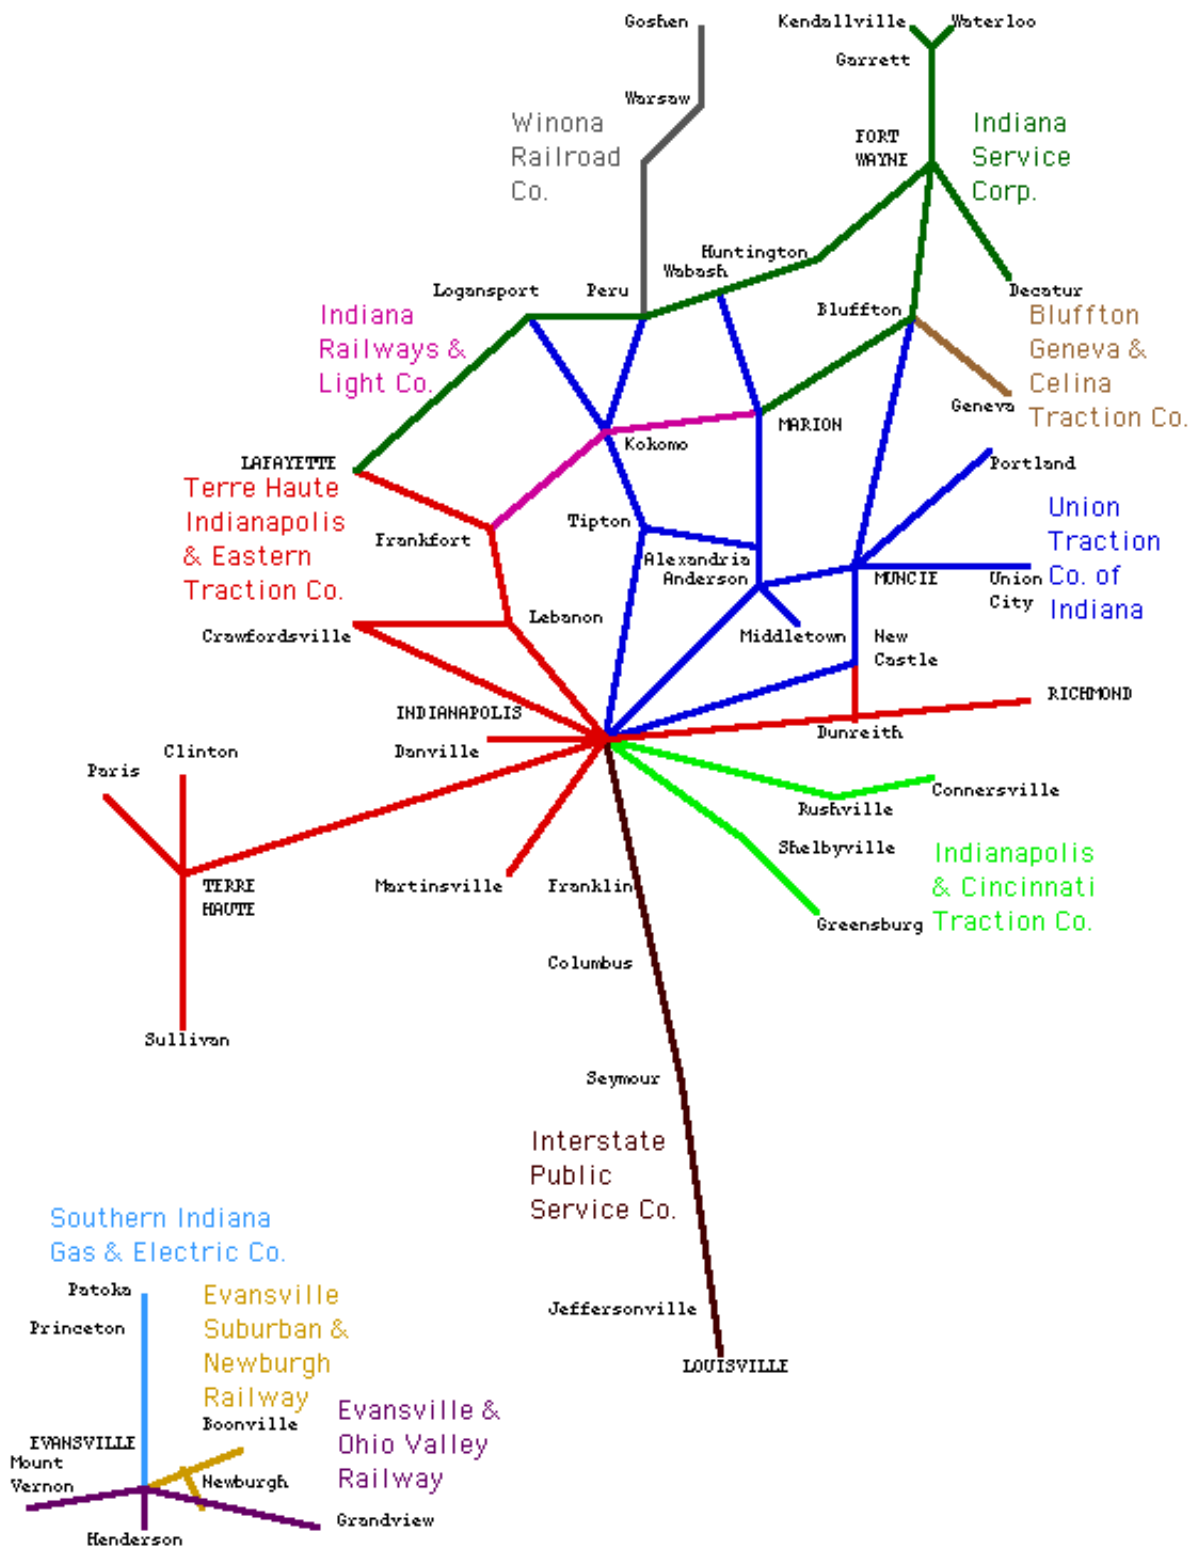 Goshen
Kendallville
Waterloo
Garrett
Warsaw
Winona
Railroad
Co.
FORT
WAYNE
Indiana
Service
Corp.
Huntington
Wabash
Logansport
Peru
Decatur
Bluffton
Indiana
Railways &
Light Co.
Bluffton
Geneva &
Celina
Traction Co.
Geneva
MARION
Kokomo
LAFAYETTE
Portland
Terre Haute
Indianapolis
& Eastern
Traction Co.
Union
Traction
Co. of
Indiana
Tipton
Frankfort
Alexandria
Anderson
MUNCIE
Union
City
Lebanon
Crawfordsville
Middletown
New
Castle
RICHMOND
INDIANAPOLIS
Dunreith
Danville
Clinton
Paris
Connersville
Rushville
Shelbyville
Indianapolis
& Cincinnati
Traction Co.
TERRE
HAUTE
Martinsville
Franklin
Greensburg
Columbus
Sullivan
Seymour
Interstate
Public
Service Co.
Southern Indiana
Gas & Electric Co.
Patoka
Princeton
Evansville
Suburban &
Newburgh
Railway
Jeffersonville
LOUISVILLE
Boonville
Evansville &
Ohio Valley
Railway
EVANSVILLE
Mount
Vernon
Newburgh
Grandview
Henderson